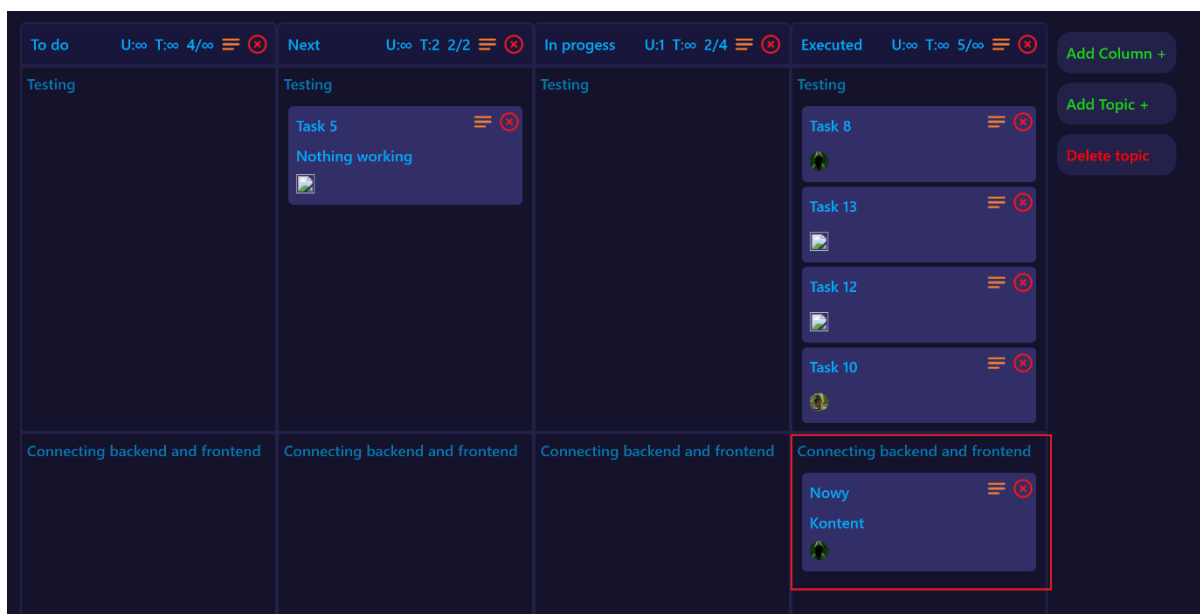 To do U:∞ T:∞ 4/∞
Next U:∞ T:2 2/2
In progess U:1 T:∞ 2/4
Executed U:∞ T:∞ 5/∞
Add Column +
Add Topic +
Delete topic
Testing
Testing
Task 5
Nothing working
Testing
Testing
Task 8
Task 13
Task 12
Task 10
Connecting backend and frontend
Connecting backend and frontend
Connecting backend and frontend
Connecting backend and frontend
Nowy
Kontent